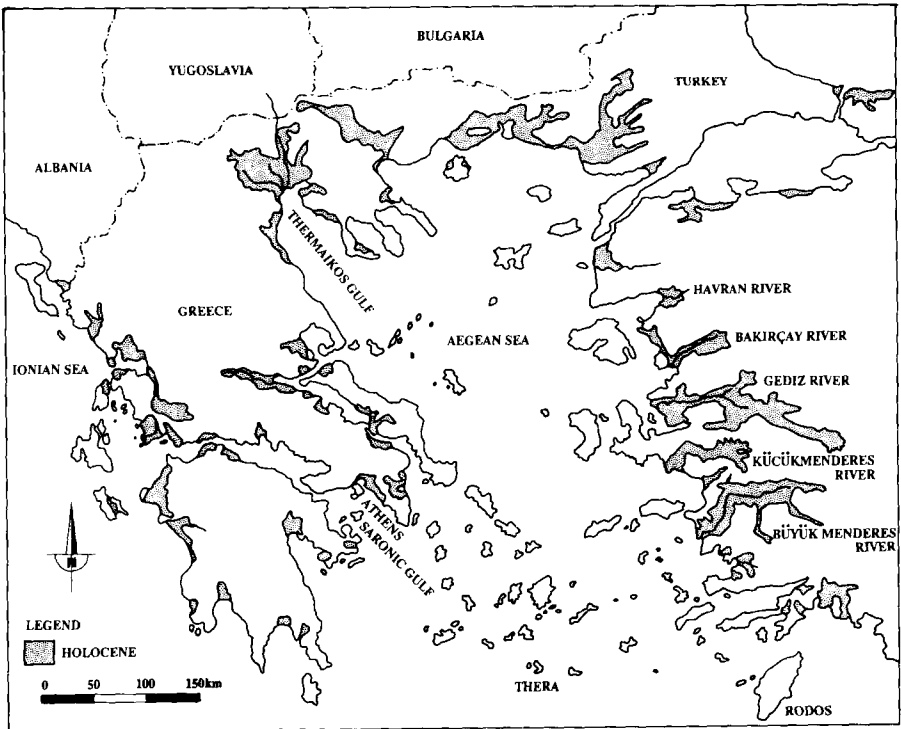 BULGARIA
YUGOSLAVIA
TURKEY
ALBANIA
THERMAIKOS GULF
HAVRAN RIVER
GREECE
BAKIRÇAY RIVER
AEGEAN SEA
IONIAN SEA
GEDIZ RIVER
KÜCÜKMENDERES
RIVER
BÜYÜK MENDERES
RIVER
ATHENS
SARONIC GULF
N
LEGEND
HOLOCENE
0 50 100 150km
THERA
RODOS